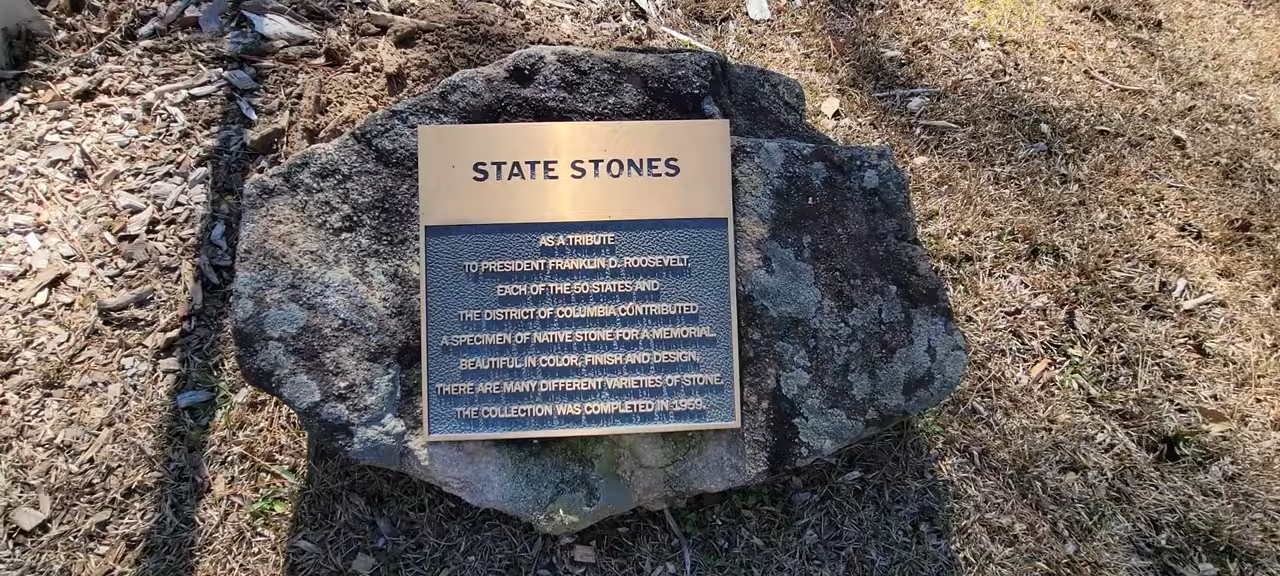 STATE STONES
AS A TRIBUTE
TO PRESIDENT FRANKLIN D. ROOSEVELT,
EACH OF THE 50 STATES AND
THE DISTRICT OF COLUMBIA CONTRIBUTED
A SPECIMEN OF NATIVE STONE FOR A MEMORIAL.
BEAUTIFUL IN COLOR, FINISH AND DESIGN,
THERE ARE MANY DIFFERENT VARIETIES OF STONE.
THE COLLECTION WAS COMPLETED IN 1959.